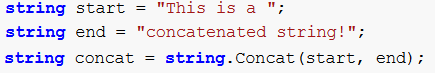 string start = "This is a ";
string end = "concatenated string!";
string concat = string.Concat(start, end);